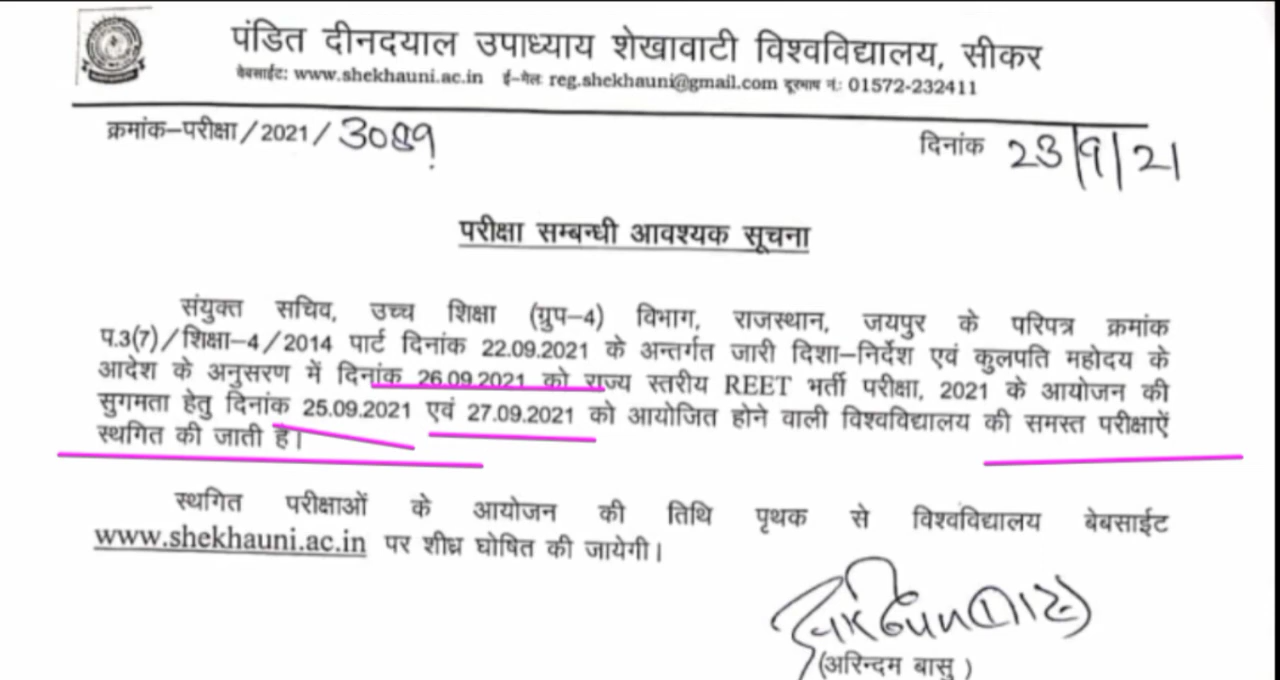 पंडित दीनदयाल उपाध्याय शेखावाटी विश्वविद्यालय, सीकर
बेबसाईटः www.shekhauni.ac.in ई-मेलः reg.shekhauni@gmail.com दूरभाष नं: 01572-232411
क्रमांक-परीक्षा/2021/3089
दिनांक 23/9/21
परीक्षा सम्बन्धी आवश्यक सूचना
संयुक्त सचिव, उच्च शिक्षा (ग्रुप-4) विभाग, राजस्थान, जयपुर के परिपत्र क्रमांक
प.3(7)/शिक्षा-4/2014 पार्ट दिनांक 22.09.2021 के अन्तर्गत जारी दिशा-निर्देश एवं कुलपति महोदय के
आदेश के अनुसरण में दिनांक 26.09.2021 को राज्य स्तरीय REET भर्ती परीक्षा, 2021 के आयोजन की
सुगमता हेतु दिनांक 25.09.2021 एवं 27.09.2021 को आयोजित होने वाली विश्वविद्यालय की समस्त परीक्षाऐं
स्थगित की जाती है।
स्थगित परीक्षाओं के आयोजन की तिथि पृथक से विश्वविद्यालय बेबसाईट
www.shekhauni.ac.in पर शीघ्र घोषित की जायेगी।
(अरिन्दम बासु)